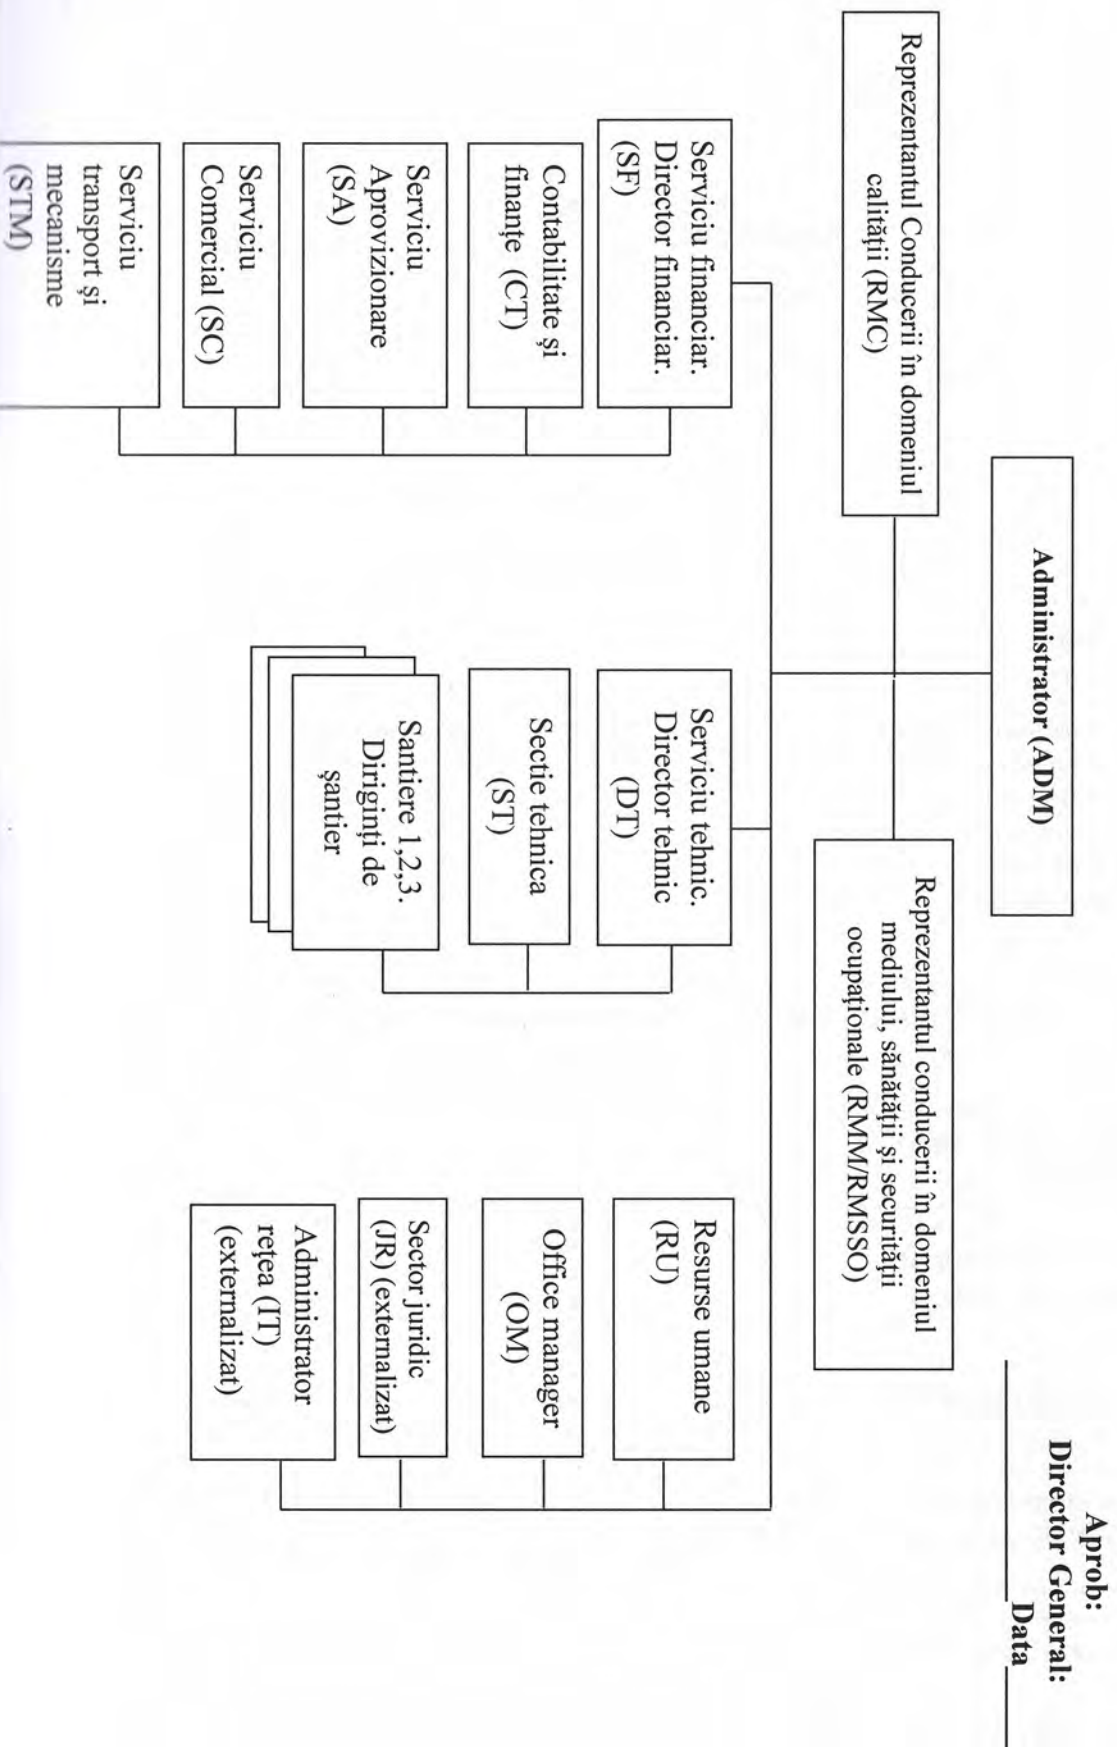 Aprob:
Director General:
Data
Administrator (ADM)
Reprezentantul Conducerii în domeniul
calității (RMC)
Reprezentantul conducerii în domeniul
mediului, sănătății și securității
ocupaționale (RMM/RMSSO)
Serviciu financiar.
Director financiar.
(SF)
Contabilitate și
finanțe (CT)
Serviciu
Aprovizionare
(SA)
Serviciu
Comercial (SC)
Serviciu
transport și
mecanisme
(STM)
Serviciu tehnic.
Director tehnic
(DT)
Sectie tehnica
(ST)
Santiere 1,2,3.
Diriginți de
șantier
Resurse umane
(RU)
Office manager
(OM)
Sector juridic
(JR) (externalizat)
Administrator
rețea (IT)
(externalizat)